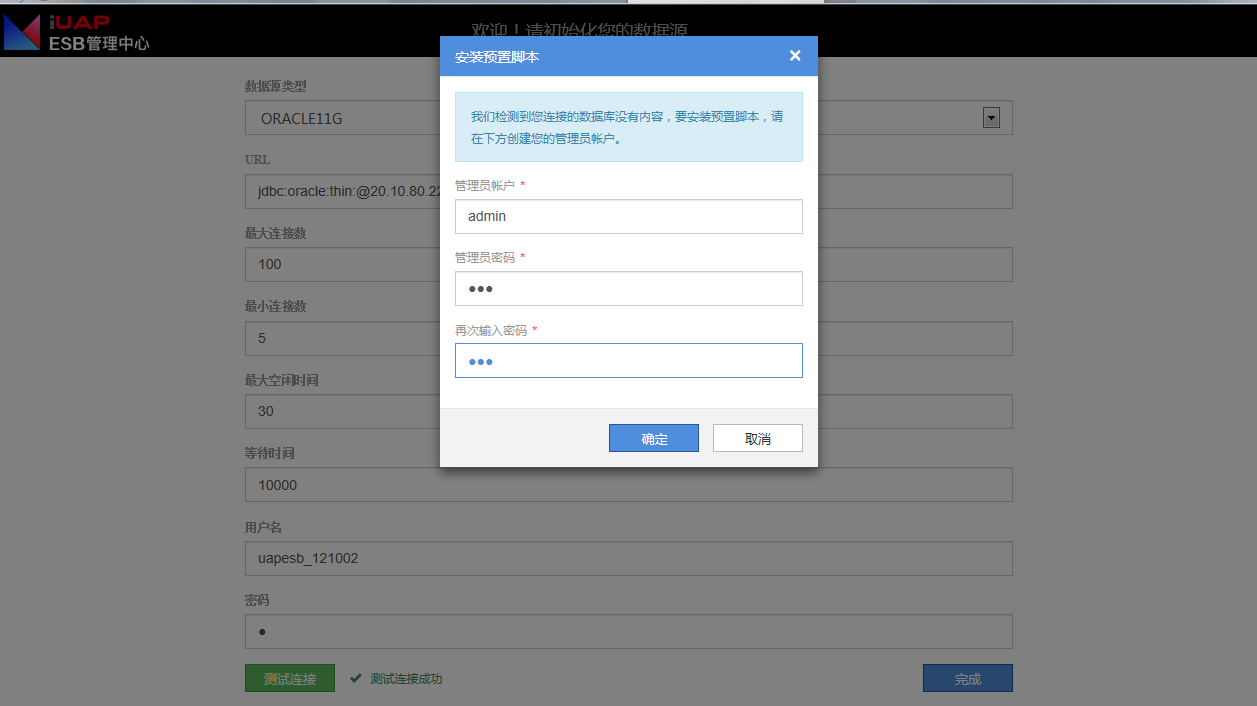 iUAP
ESB管理中心
欢迎！请初始化您的数据源
安装预置脚本
×
我们检测到您连接的数据库没有内容，要安装预置脚本，请
在下方创建您的管理员帐户。
管理员帐户 *
admin
管理员密码 *
●●●
再次输入密码 *
●●●
确定
取消
数据源类型
ORACLE11G
URL
jdbc:oracle:thin:@20.10.80.22
最大连接数
100
最小连接数
5
最大空闲时间
30
等待时间
10000
用户名
uapesb_121002
密码
●
测试连接
测试连接成功
完成